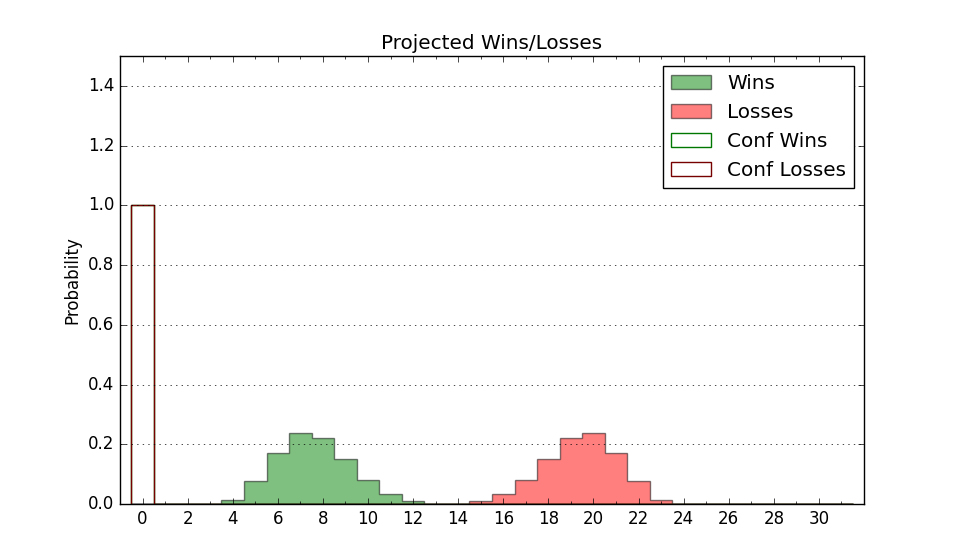 Projected Wins/Losses
Wins
Losses
Conf Wins
Conf Losses
Probability
1.4
1.2
1.0
0.8
0.6
0.4
0.2
0.0
0 2 4 6 8 10 12 14 16 18 20 22 24 26 28 30